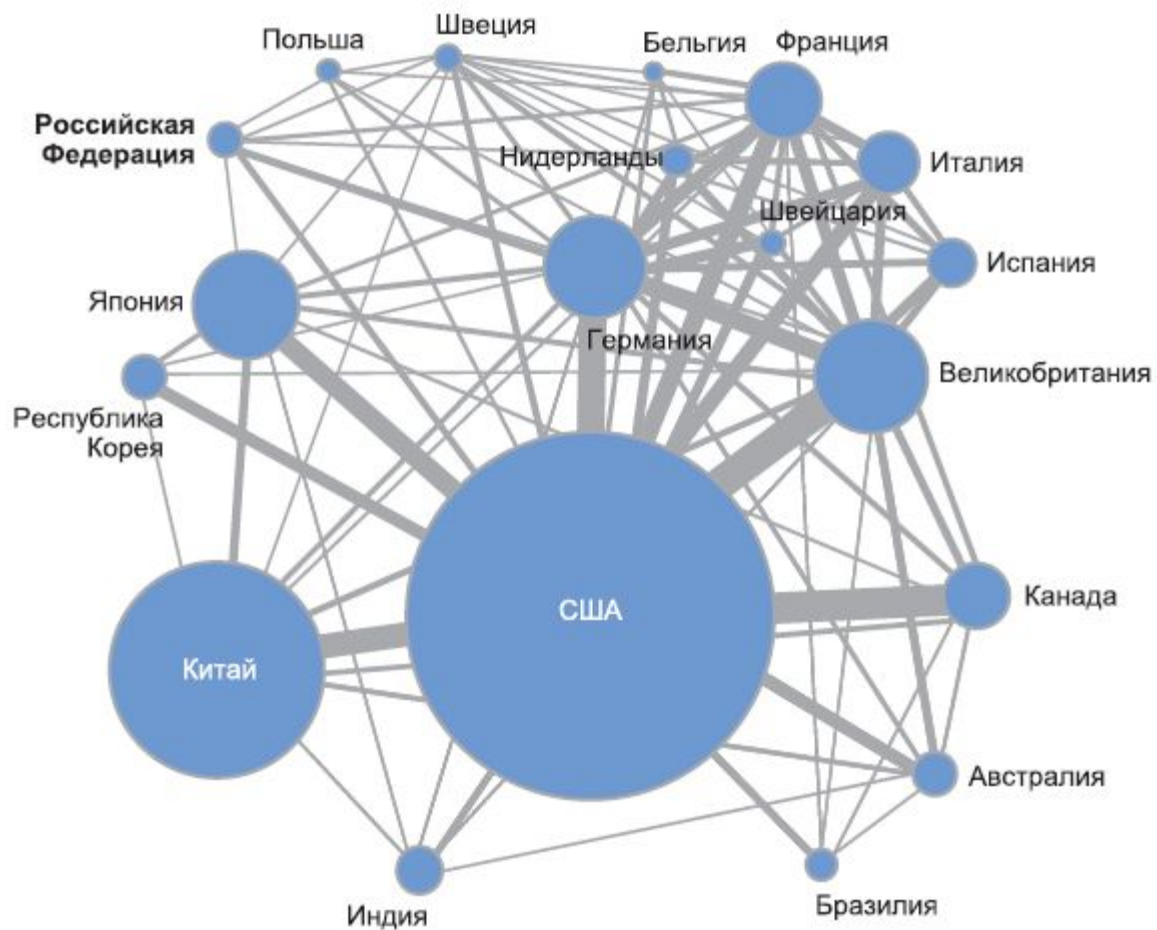 Швеция
Польша
Бельгия
Франция
Российская
Федерация
Нидерланды
Италия
Швейцария
Испания
Япония
Германия
Великобритания
Республика
Корея
Канада
США
Китай
Австралия
Индия
Бразилия